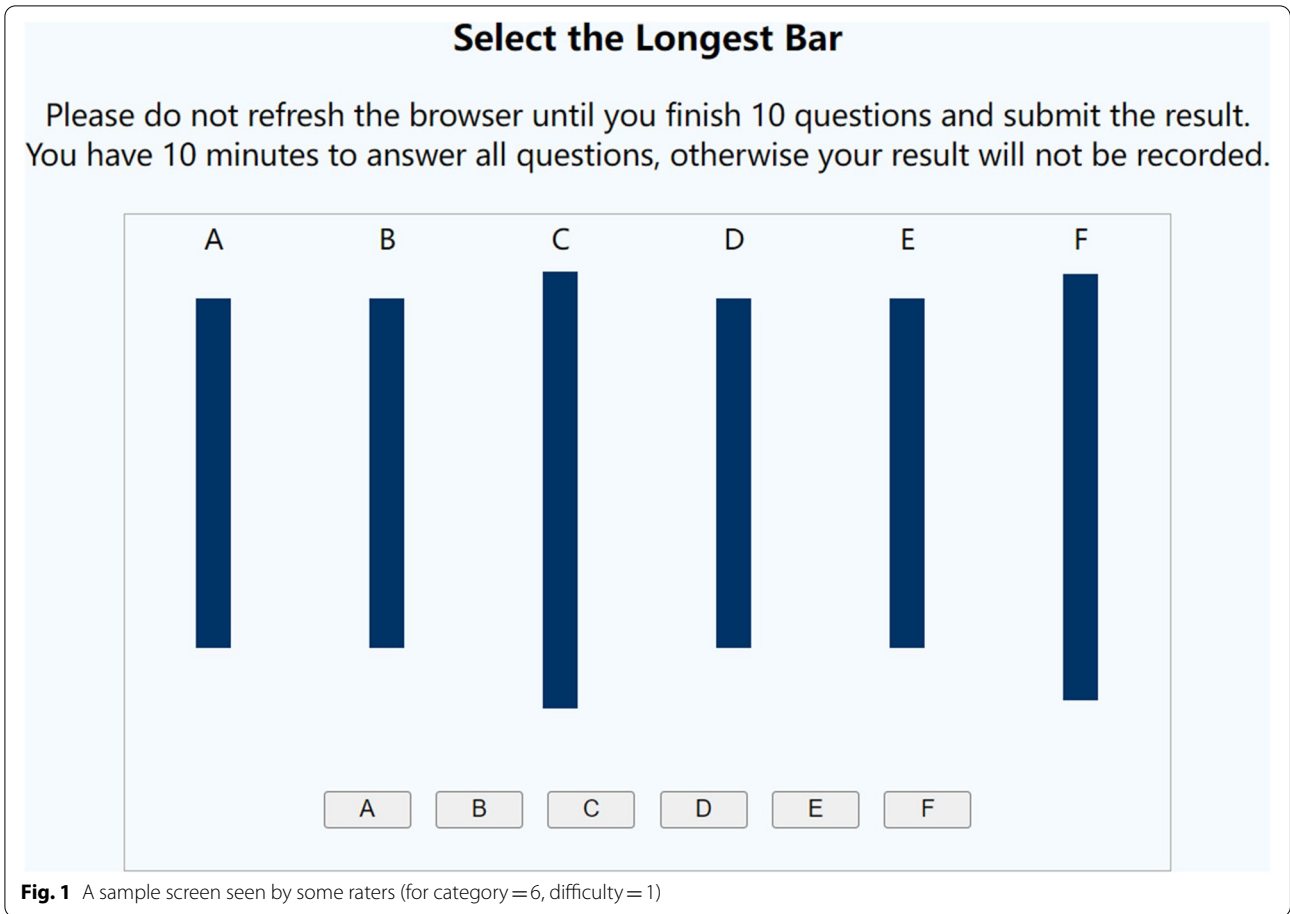 Select the Longest Bar
Please do not refresh the browser until you finish 10 questions and submit the result.
You have 10 minutes to answer all questions, otherwise your result will not be recorded.
A B C D E F
A B C D E F
Fig. 1 A sample screen seen by some raters (for category = 6, difficulty = 1)